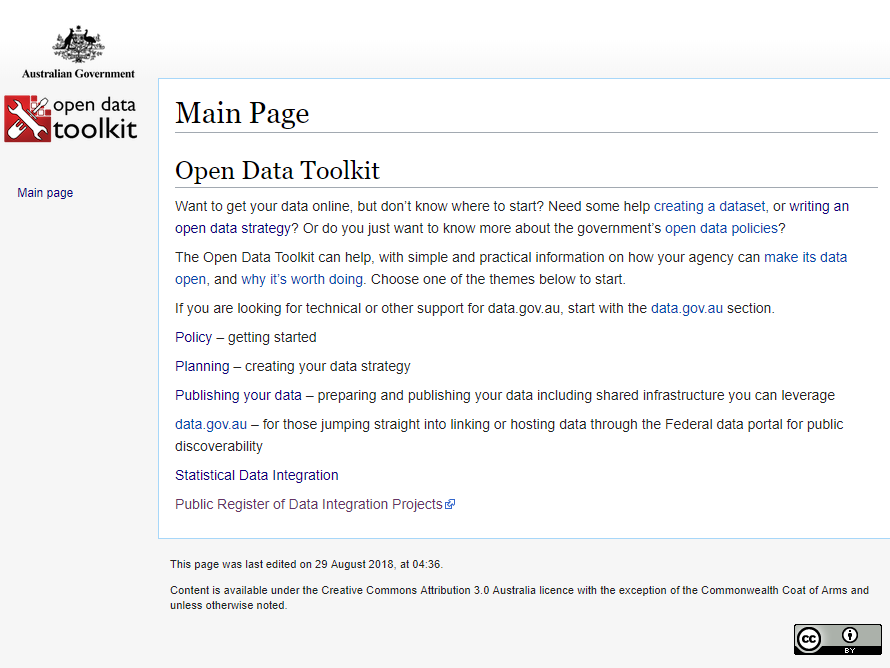 Australian Government
open data
toolkit
Main page
Main Page
Open Data Toolkit
Want to get your data online, but don’t know where to start? Need some help creating a dataset, or writing an
open data strategy? Or do you just want to know more about the government’s open data policies?
The Open Data Toolkit can help, with simple and practical information on how your agency can make its data
open, and why it’s worth doing. Choose one of the themes below to start.
If you are looking for technical or other support for data.gov.au, start with the data.gov.au section.
Policy – getting started
Planning – creating your data strategy
Publishing your data – preparing and publishing your data including shared infrastructure you can leverage
data.gov.au – for those jumping straight into linking or hosting data through the Federal data portal for public
discoverability
Statistical Data Integration
Public Register of Data Integration Projects
This page was last edited on 29 August 2018, at 04:36.
Content is available under the Creative Commons Attribution 3.0 Australia licence with the exception of the Commonwealth Coat of Arms and
unless otherwise noted.
cc
BY